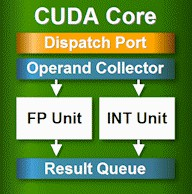 CUDA Core
Dispatch Port
Operand Collector
FP Unit
INT Unit
Result Queue